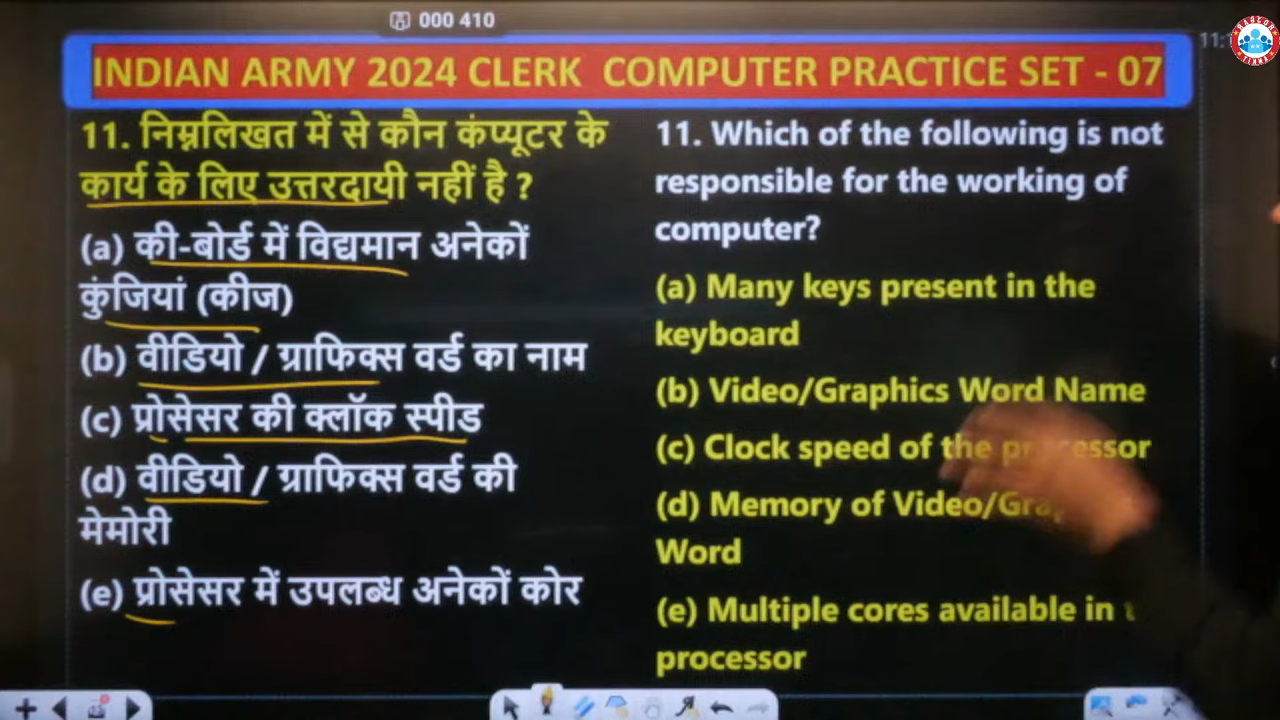 000 410
11:1
INDIAN ARMY 2024 CLERK COMPUTER PRACTICE SET - 07
11. निम्नलिखत में से कौन कंप्यूटर के
कार्य के लिए उत्तरदायी नहीं है ?
(a) की-बोर्ड में विद्यमान अनेकों
कुंजियां (कीज)
(b) वीडियो / ग्राफिक्स वर्ड का नाम
(c) प्रोसेसर की क्लॉक स्पीड
(d) वीडियो / ग्राफिक्स वर्ड की
मेमोरी
(e) प्रोसेसर में उपलब्ध अनेकों कोर
11. Which of the following is not
responsible for the working of
computer?
(a) Many keys present in the
keyboard
(b) Video/Graphics Word Name
(c) Clock speed of the
(d) Memory of
Word
(e) Multiple cores available in
processor